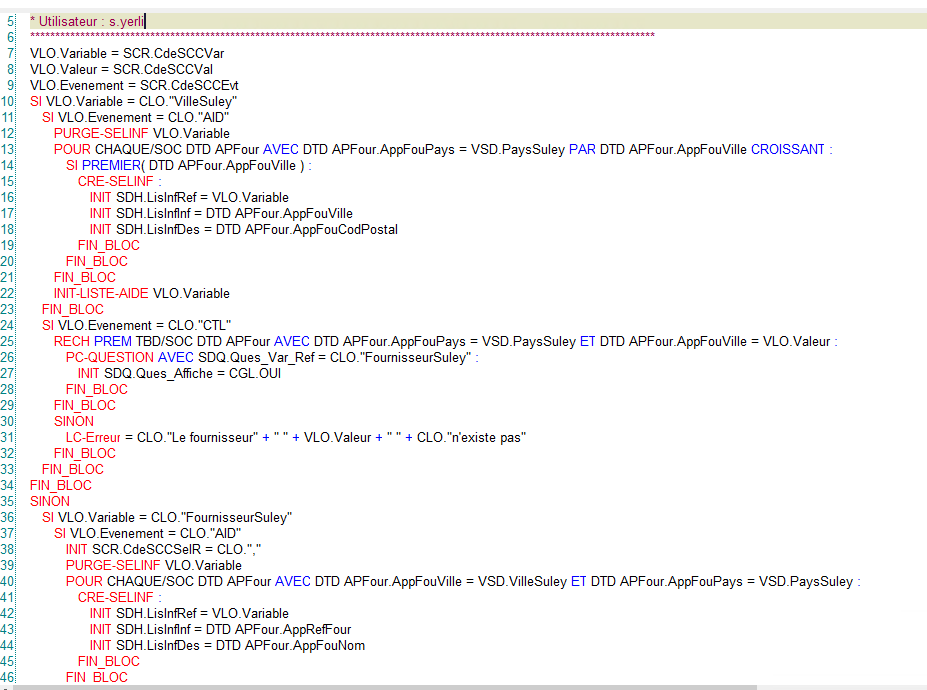 5 * Utilisateur : s.yerli
6 *****************************************************************************************************************************
7 VLO.Variable = SCR.CdeSCCVar
8 VLO.Valeur = SCR.CdeSCCVal
9 VLO.Evenement = SCR.CdeSCCEvt
10 SI VLO.Variable = CLO."VilleSuley"
11 SI VLO.Evenement = CLO."AID"
12 PURGE-SELINF VLO.Variable
13 POUR CHAQUE/SOC DTD APFour AVEC DTD APFour.AppFouPays = VSD.PaysSuley PAR DTD APFour.AppFouVille CROISSANT :
14 SI PREMIER( DTD APFour.AppFouVille ) :
15 CRE-SELINF :
16 INIT SDH.LisInfRef = VLO.Variable
17 INIT SDH.LisInfInf = DTD APFour.AppFouVille
18 INIT SDH.LisInfDes = DTD APFour.AppFouCodPostal
19 FIN_BLOC
20 FIN_BLOC
21 FIN_BLOC
22 INIT-LISTE-AIDE VLO.Variable
23 FIN_BLOC
24 SI VLO.Evenement = CLO."CTL"
25 RECH PREM TBD/SOC DTD APFour AVEC DTD APFour.AppFouPays = VSD.PaysSuley ET DTD APFour.AppFouVille = VLO.Valeur :
26 PC-QUESTION AVEC SDQ.Ques_Var_Ref = CLO."FournisseurSuley" :
27 INIT SDQ.Ques_Affiche = CGL.OUI
28 FIN_BLOC
29 FIN_BLOC
30 SINON
31 LC-Erreur = CLO."Le fournisseur" + " " + VLO.Valeur + " " + CLO."n'existe pas"
32 FIN_BLOC
33 FIN_BLOC
34 FIN_BLOC
35 SINON
36 SI VLO.Variable = CLO."FournisseurSuley"
37 SI VLO.Evenement = CLO."AID"
38 INIT SCR.CdeSCCSelR = CLO.","
39 PURGE-SELINF VLO.Variable
40 POUR CHAQUE/SOC DTD APFour AVEC DTD APFour.AppFouVille = VSD.VilleSuley ET DTD APFour.AppFouPays = VSD.PaysSuley :
41 CRE-SELINF :
42 INIT SDH.LisInfRef = VLO.Variable
43 INIT SDH.LisInfInf = DTD APFour.AppRefFour
44 INIT SDH.LisInfDes = DTD APFour.AppFouNom
45 FIN_BLOC
46 FIN_BLOC